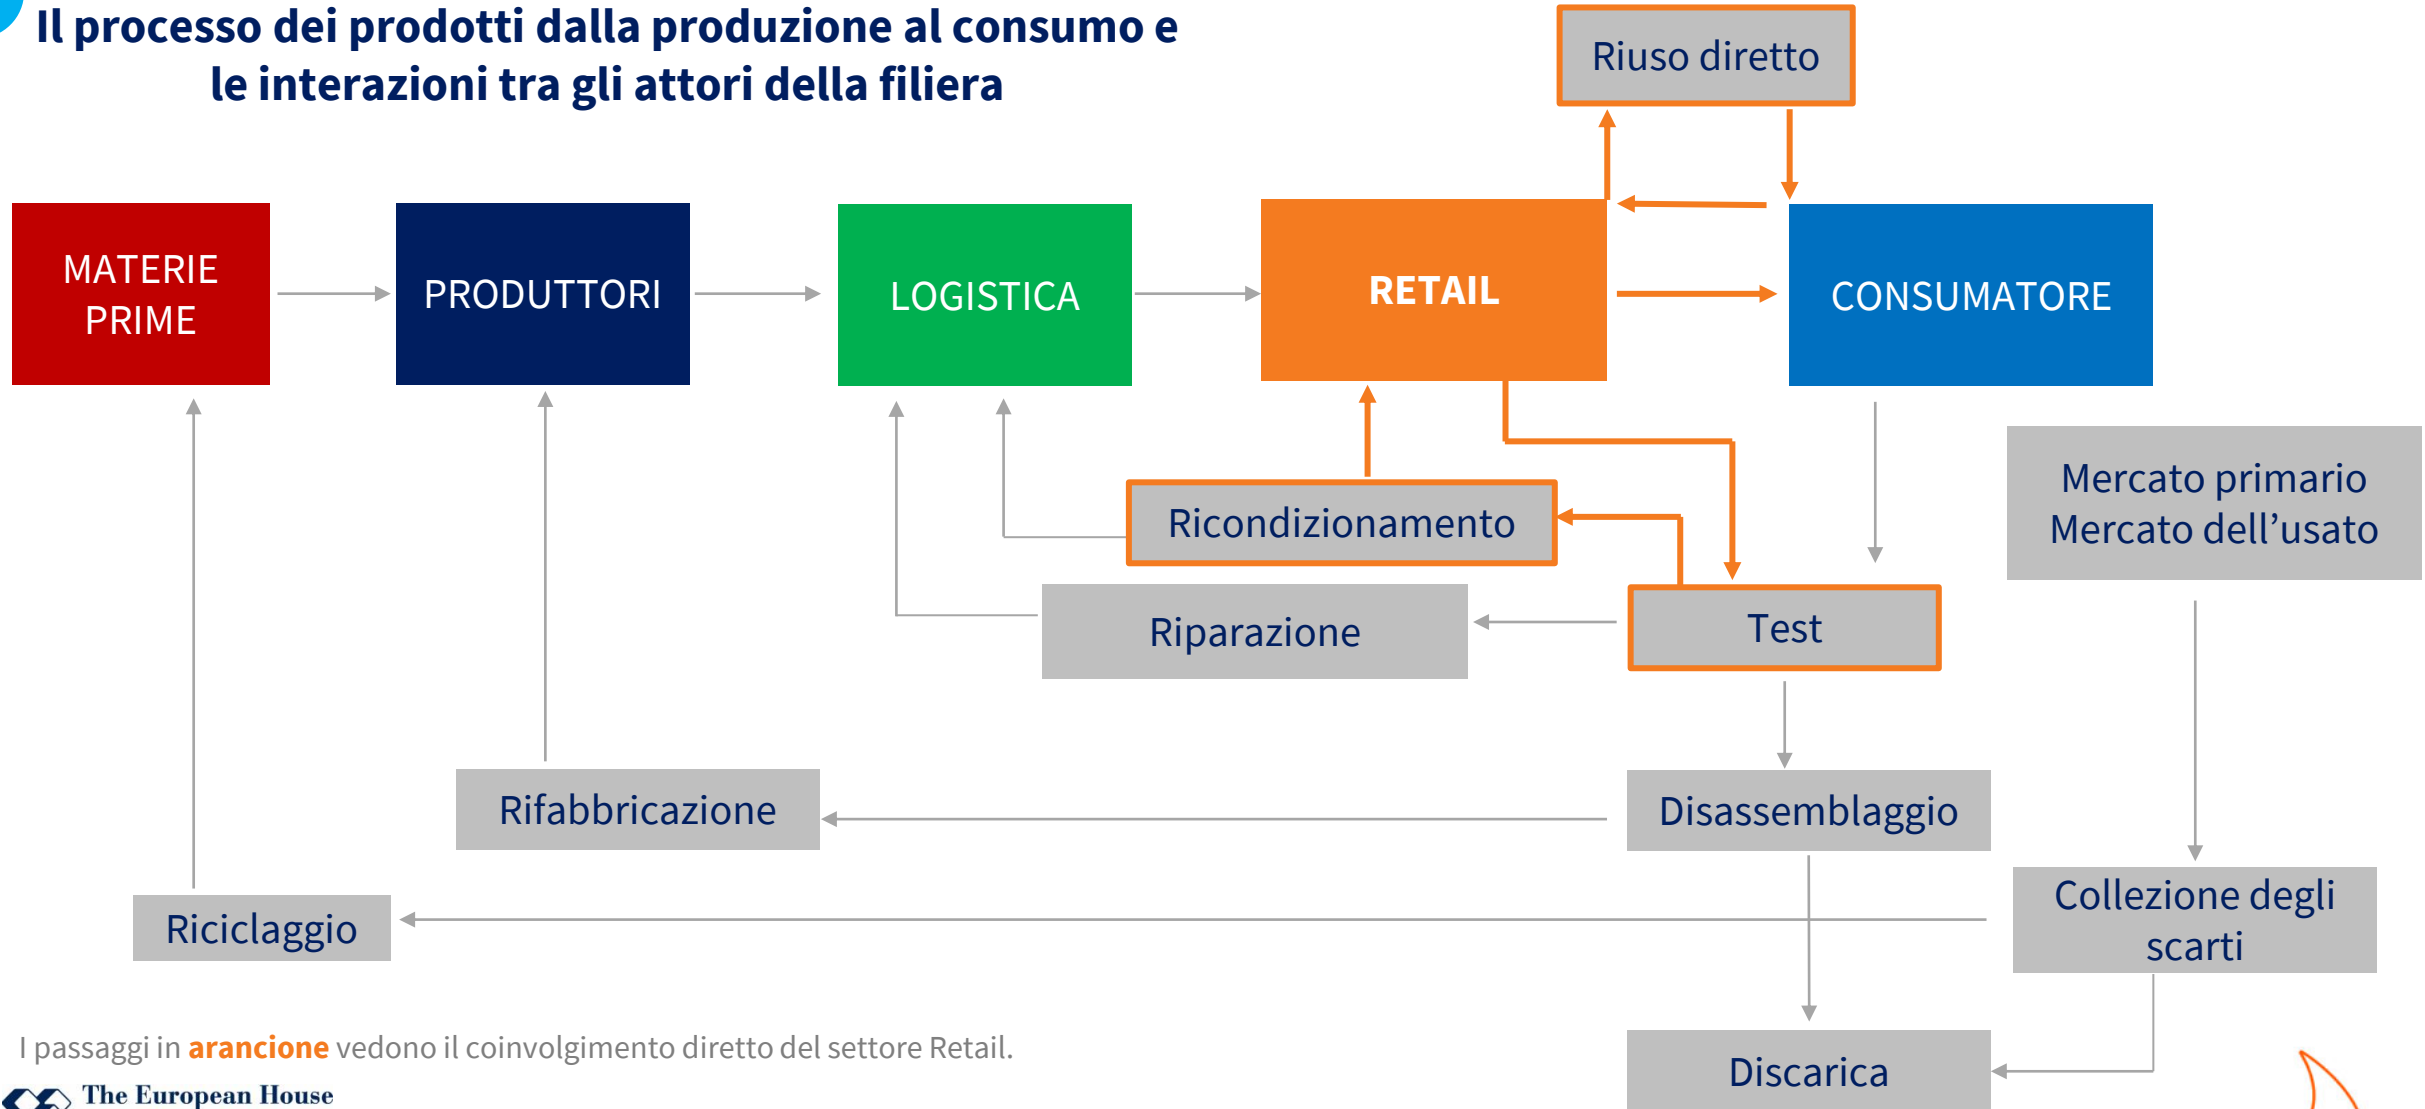 Il processo dei prodotti dalla produzione al consumo e
le interazioni tra gli attori della filiera
Riuso diretto
MATERIE
PRIME
PRODUTTORI
LOGISTICA
RETAIL
CONSUMATORE
Mercato primario
Mercato dell’usato
Ricondizionamento
Riparazione
Test
Rifabbricazione
Disassemblaggio
Riciclaggio
Collezione degli
scarti
Discarica
I passaggi in arancione vedono il coinvolgimento diretto del settore Retail.
The European House